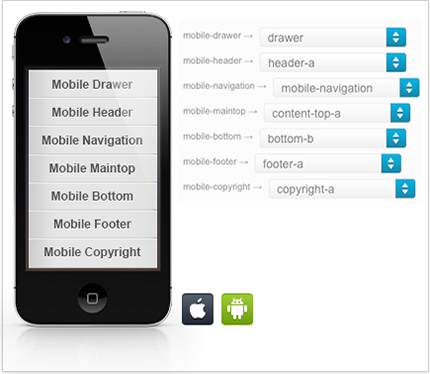 Mobile Drawer
Mobile Header
Mobile Navigation
Mobile Maintop
Mobile Bottom
Mobile Footer
Mobile Copyright
mobile-drawer → drawer
mobile-header → header-a
mobile-navigation → mobile-navigation
mobile-maintop → content-top-a
mobile-bottom → bottom-b
mobile-footer → footer-a
mobile-copyright → copyright-a